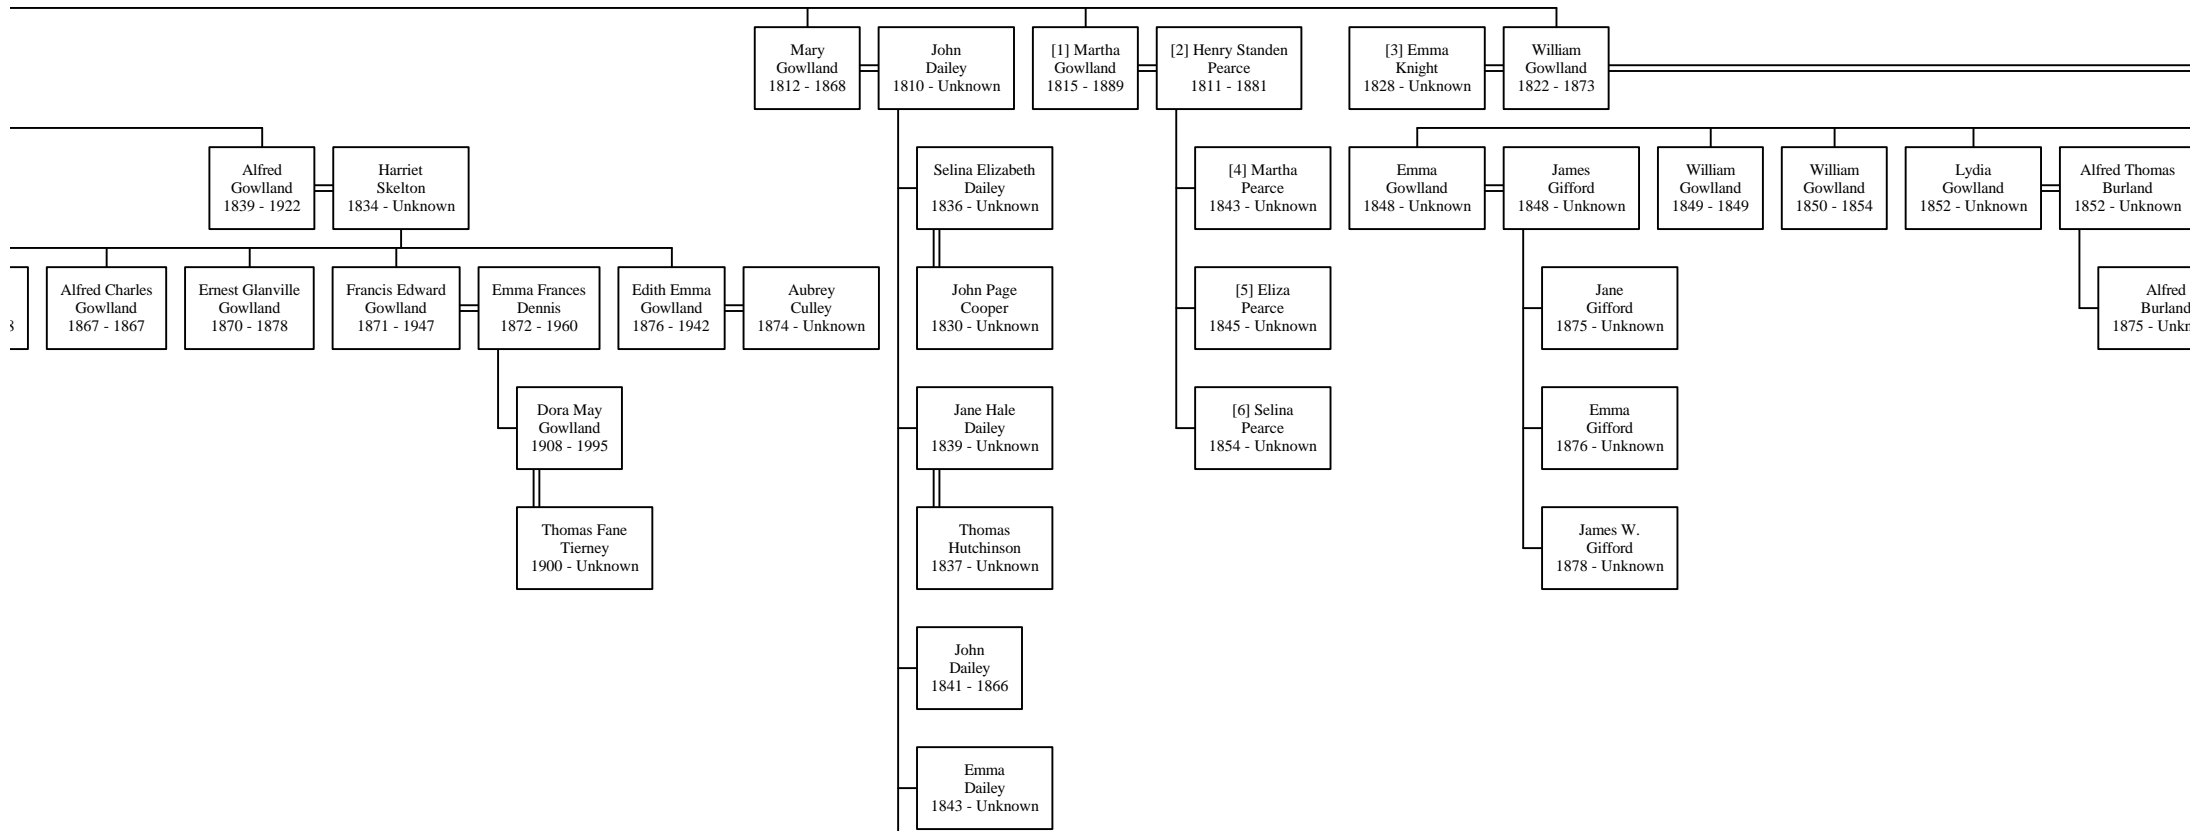 Mary
Gowlland
1812 - 1868
John
Dailey
1810 - Unknown
[1] Martha
Gowlland
1815 - 1889
[2] Henry Standen
Pearce
1811 - 1881
[3] Emma
Knight
1828 - Unknown
William
Gowlland
1822 - 1873
Alfred
Gowlland
1839 - 1922
Harriet
Skelton
1834 - Unknown
Selina Elizabeth
Dailey
1836 - Unknown
[4] Martha
Pearce
1843 - Unknown
Emma
Gowlland
1848 - Unknown
James
Gifford
1848 - Unknown
William
Gowlland
1849 - 1849
William
Gowlland
1850 - 1854
Lydia
Gowlland
1852 - Unknown
Alfred Thomas
Burland
1852 - Unknown
8
Alfred Charles
Gowlland
1867 - 1867
Ernest Glanville
Gowlland
1870 - 1878
Francis Edward
Gowlland
1871 - 1947
Emma Frances
Dennis
1872 - 1960
Edith Emma
Gowlland
1876 - 1942
Aubrey
Culley
1874 - Unknown
John Page
Cooper
1830 - Unknown
[5] Eliza
Pearce
1845 - Unknown
Jane
Gifford
1875 - Unknown
Alfred
Burland
1875 - Unkn
Dora May
Gowlland
1908 - 1995
Jane Hale
Dailey
1839 - Unknown
[6] Selina
Pearce
1854 - Unknown
Emma
Gifford
1876 - Unknown
Thomas Fane
Tierney
1900 - Unknown
Thomas
Hutchinson
1837 - Unknown
James W.
Gifford
1878 - Unknown
John
Dailey
1841 - 1866
Emma
Dailey
1843 - Unknown